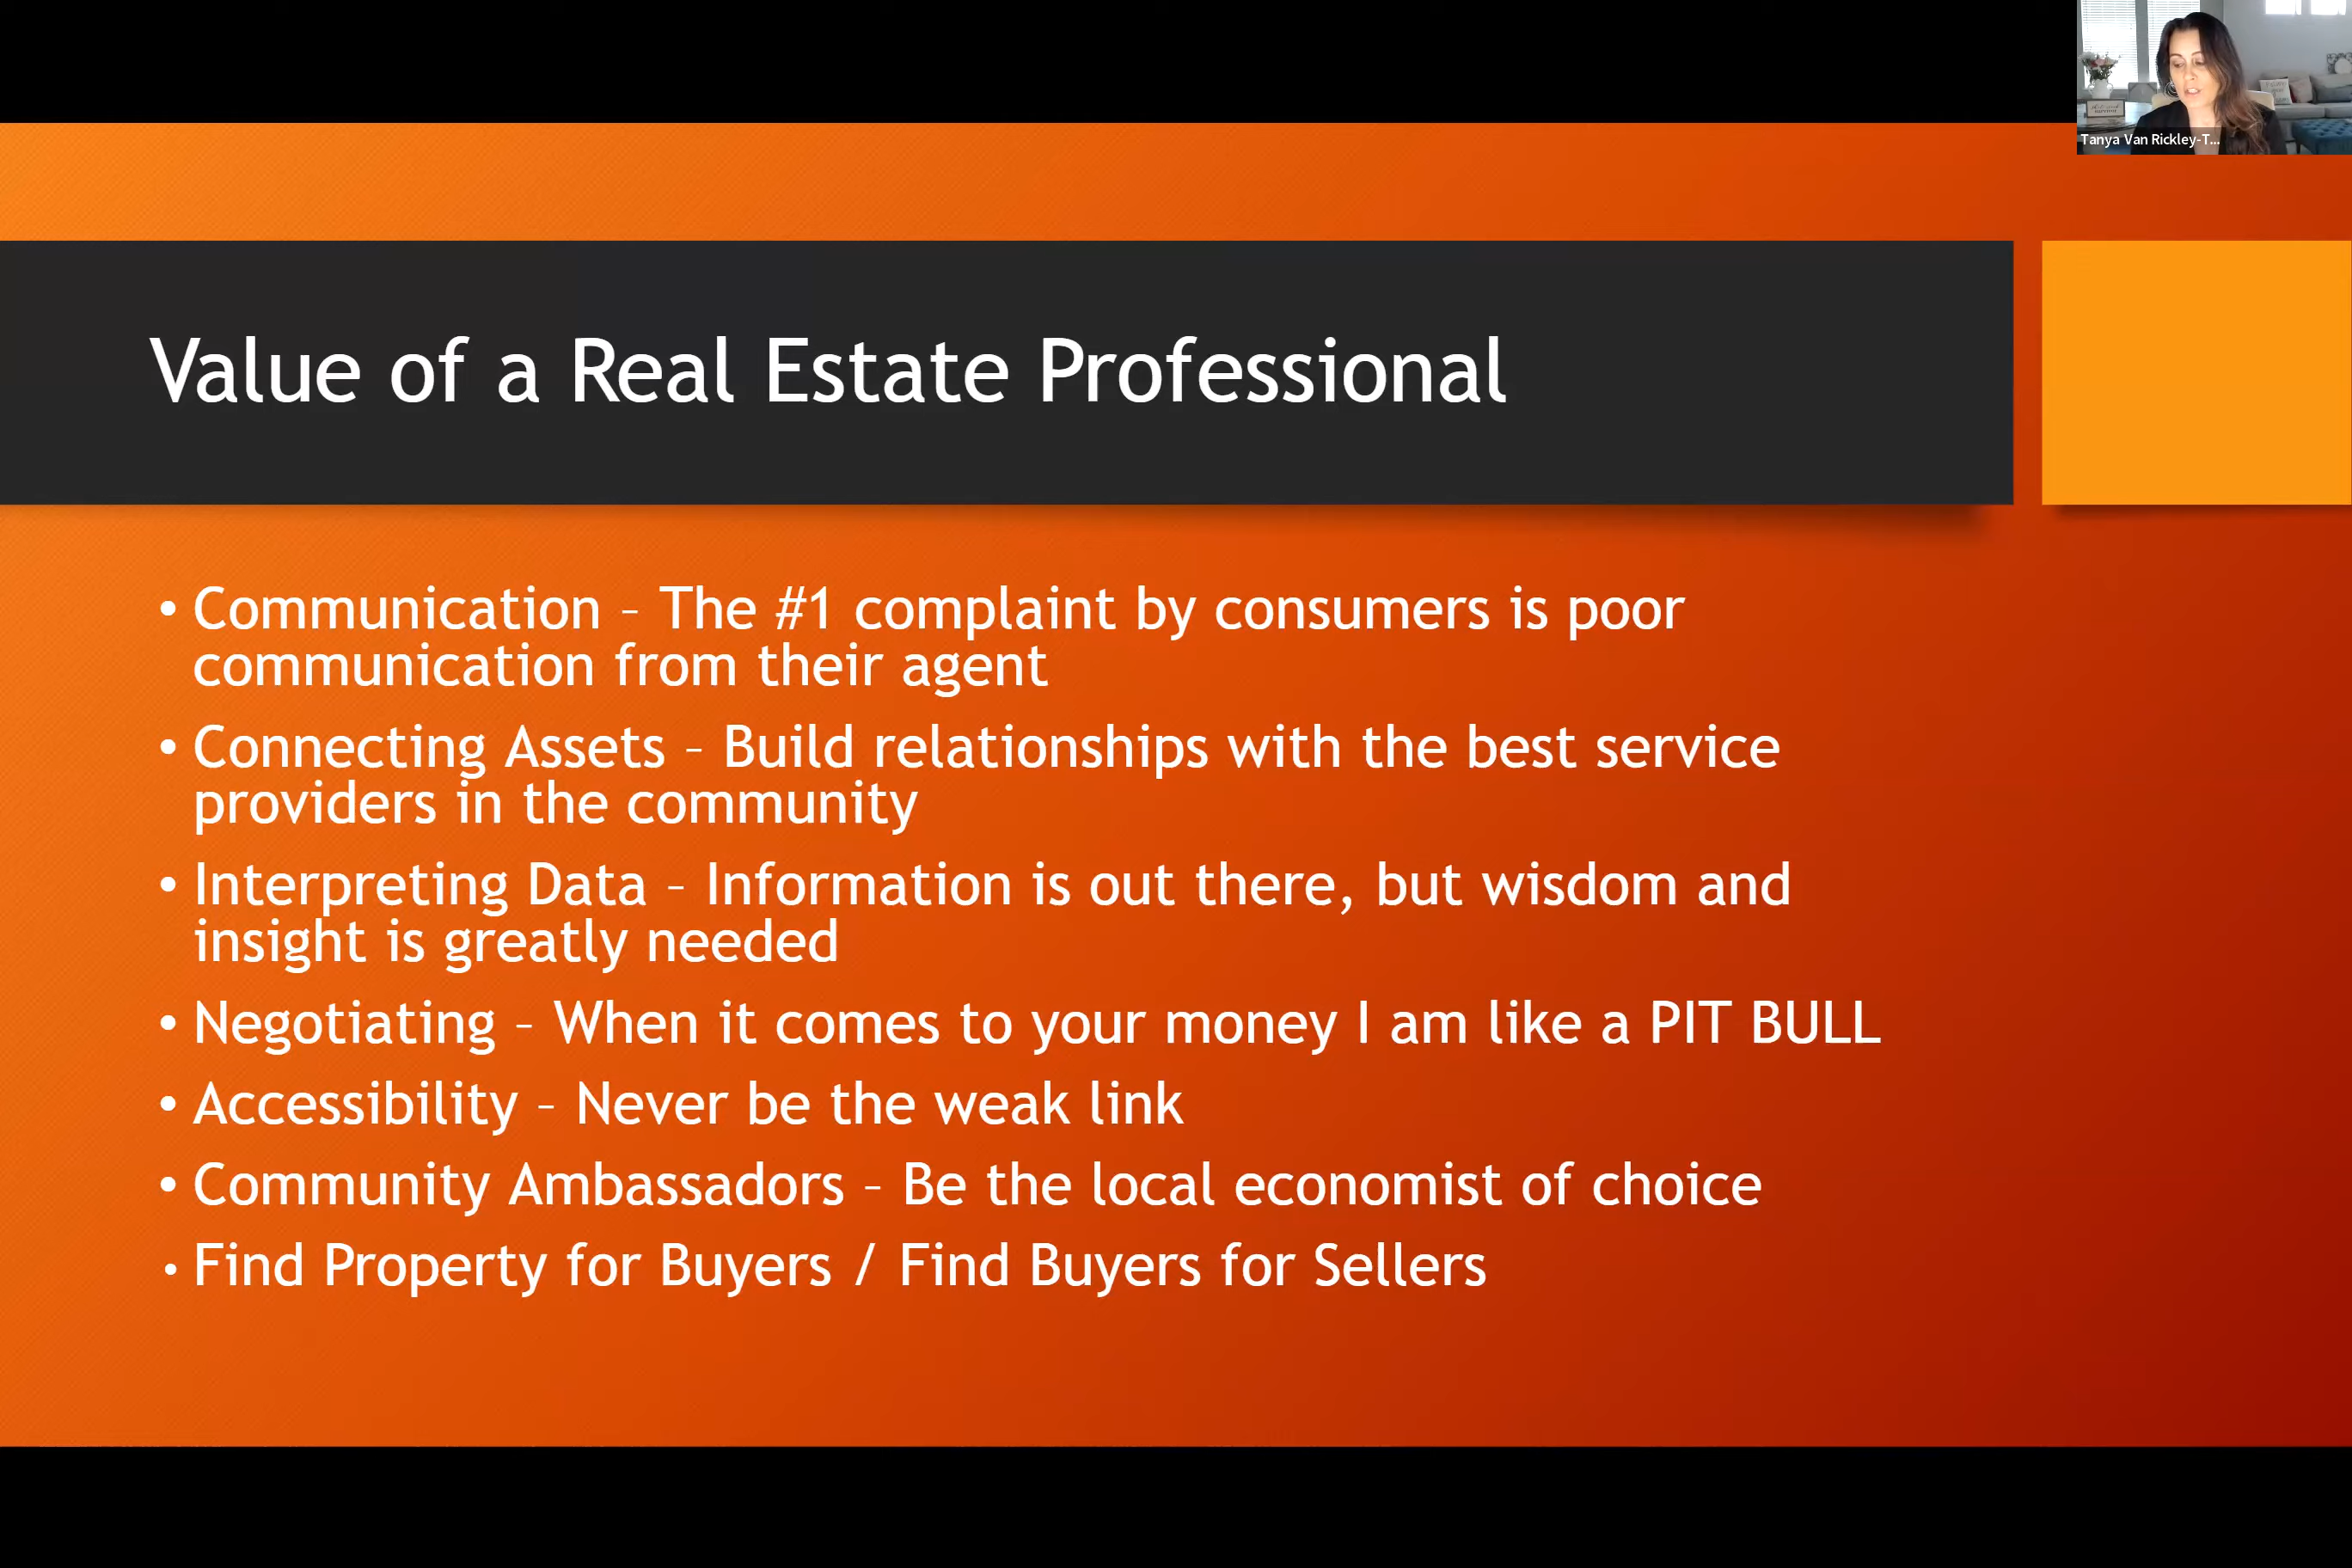 Tanya Van Rickley-T...
Value of a Real Estate Professional
• Communication – The #1 complaint by consumers is poor
communication from their agent
• Connecting Assets – Build relationships with the best service
providers in the community
• Interpreting Data – Information is out there, but wisdom and
insight is greatly needed
• Negotiating – When it comes to your money I am like a PIT BULL
• Accessibility – Never be the weak link
• Community Ambassadors – Be the local economist of choice
• Find Property for Buyers / Find Buyers for Sellers